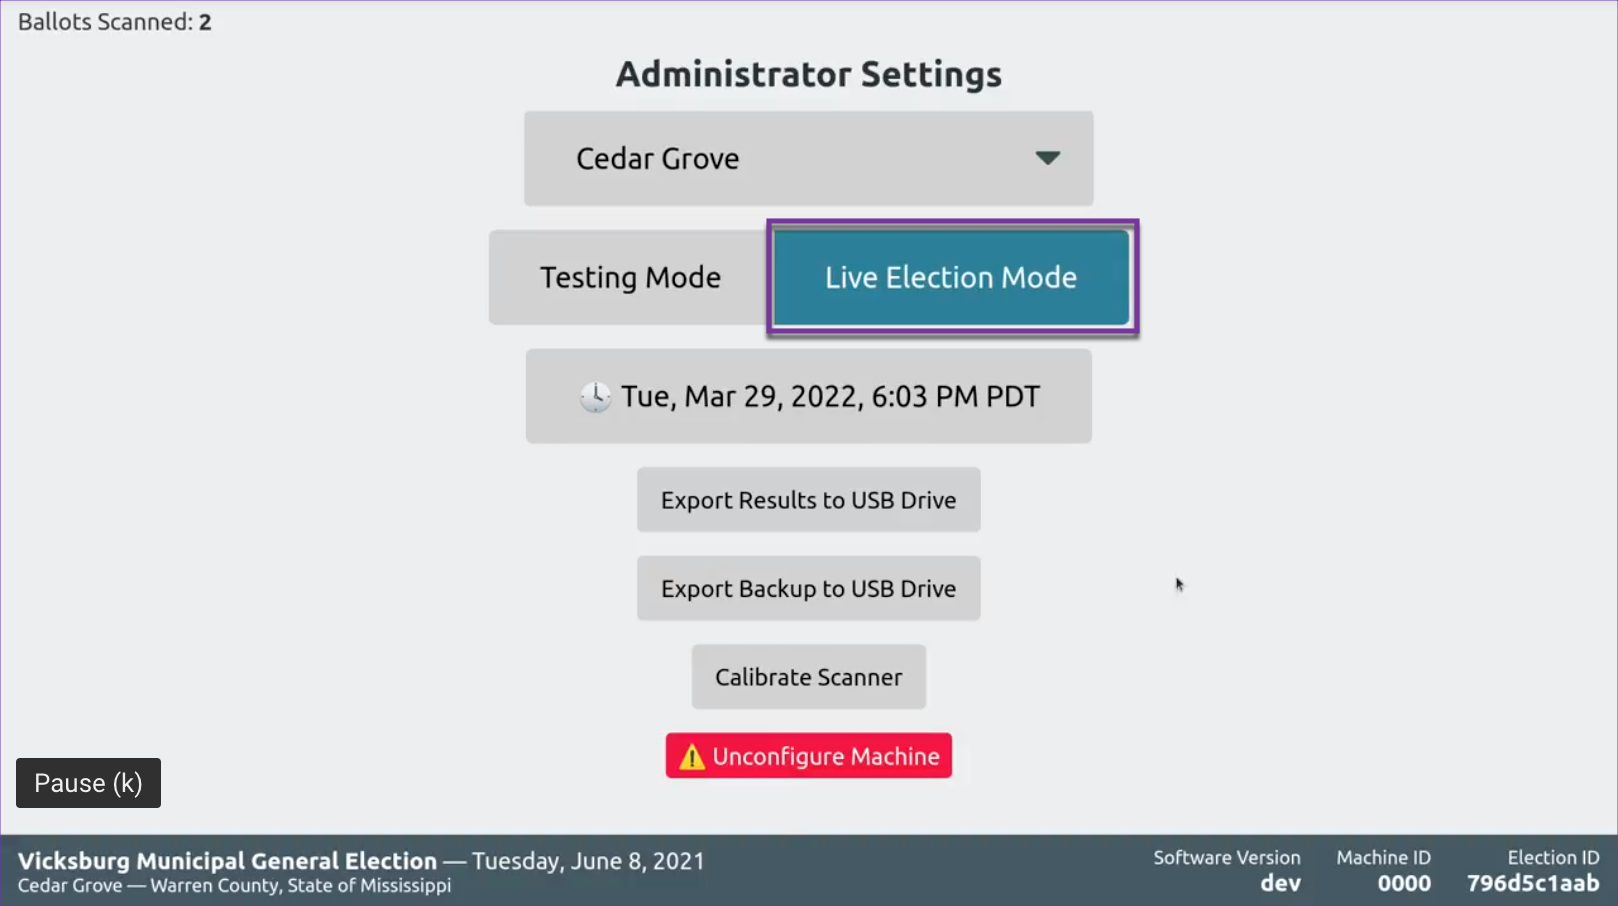 Ballots Scanned: 2
Administrator Settings
Cedar Grove
Testing Mode
Live Election Mode
Tue, Mar 29, 2022, 6:03 PM PDT
Export Results to USB Drive
Export Backup to USB Drive
Calibrate Scanner
Unconfigure Machine
Pause (k)
Vicksburg Municipal General Election — Tuesday, June 8, 2021
Cedar Grove — Warren County, State of Mississippi
Software Version
dev
Machine ID
0000
Election ID
796d5c1aab